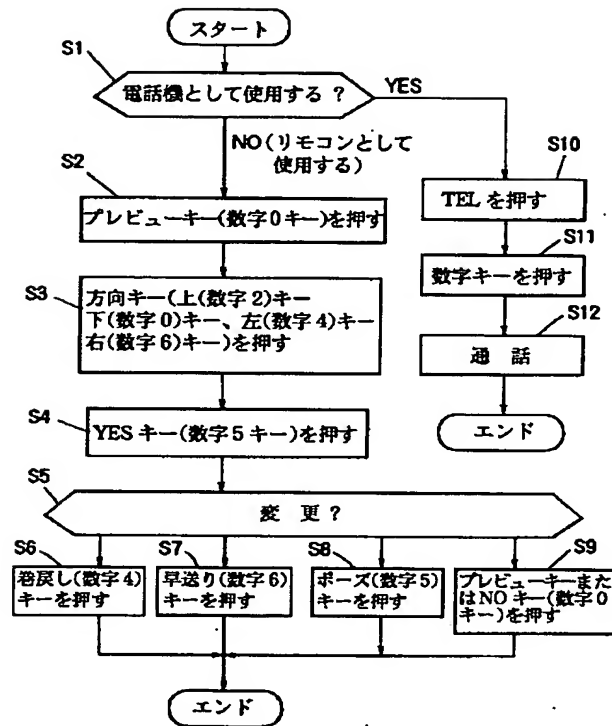 スタート
S1
電話機として使用する？
YES
NO(リモコンとして
使用する)
S2
プレビューキー(数字0キー)を押す
S3
方向キー(上(数字2)キー
下(数字0)キー、左(数字4)キー
右(数字6)キー)を押す
S4
YESキー(数字5キー)を押す
S5
変更？
S6
巻戻し(数字4)
キーを押す
S7
早送り(数字6)
キーを押す
S8
ポーズ(数字5)
キーを押す
S9
プレビューキーまた
はNOキー(数字0
キー)を押す
エンド
S10
TELを押す
S11
数字キーを押す
S12
通話
エンド